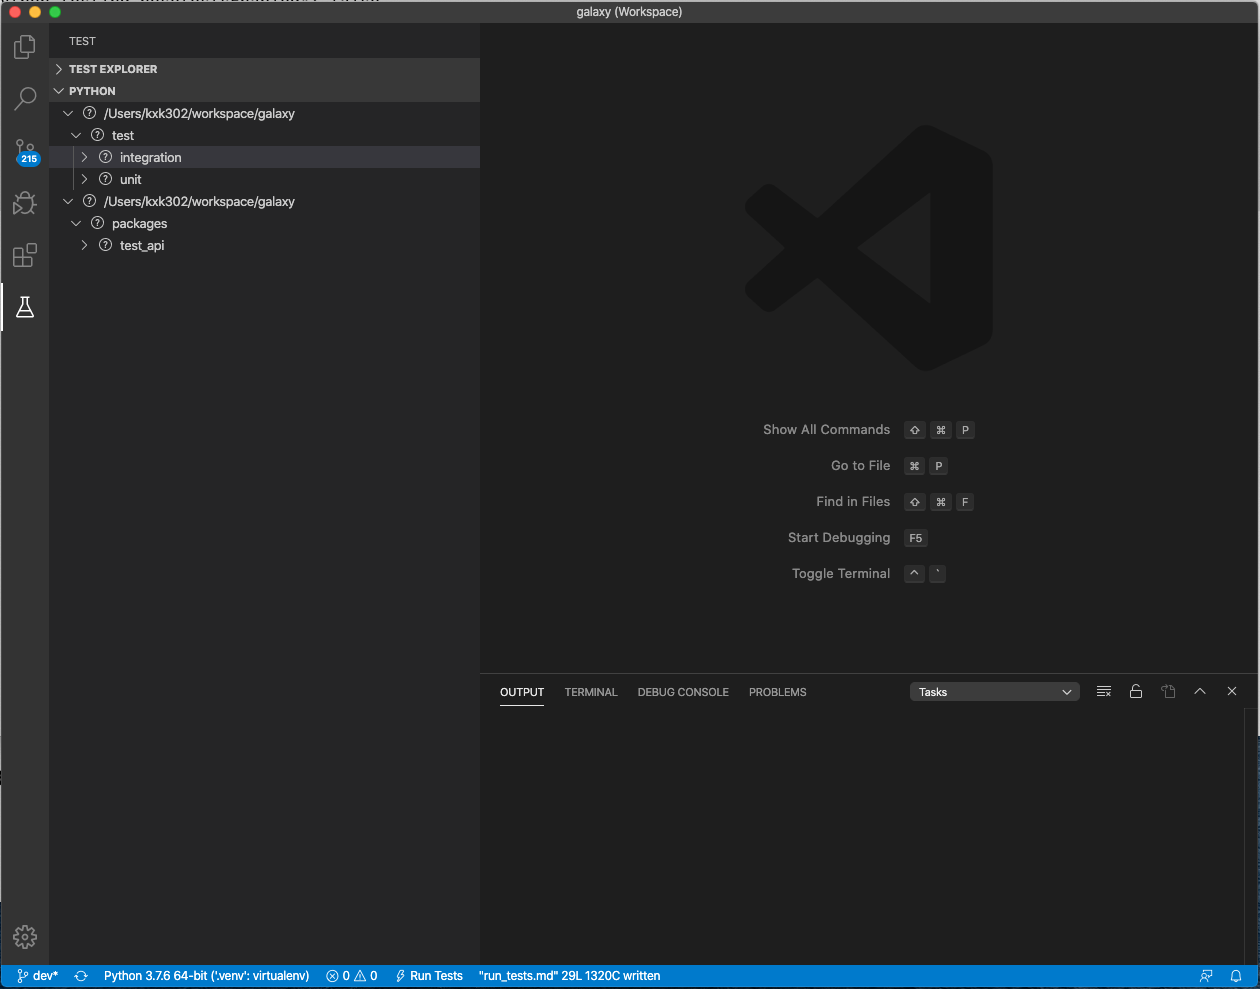 galaxy (Workspace)
TEST
TEST EXPLORER
PYTHON
/Users/kxk302/workspace/galaxy
test
integration
unit
/Users/kxk302/workspace/galaxy
packages
test_api
215
Show All Commands ⇧ ⌘ P
Go to File ⌘ P
Find in Files ⇧ ⌘ F
Start Debugging F5
Toggle Terminal ^ `
OUTPUT TERMINAL DEBUG CONSOLE PROBLEMS Tasks
dev* Python 3.7.6 64-bit ('.venv': virtualenv) 0 0 Run Tests "run_tests.md" 29L 1320C written